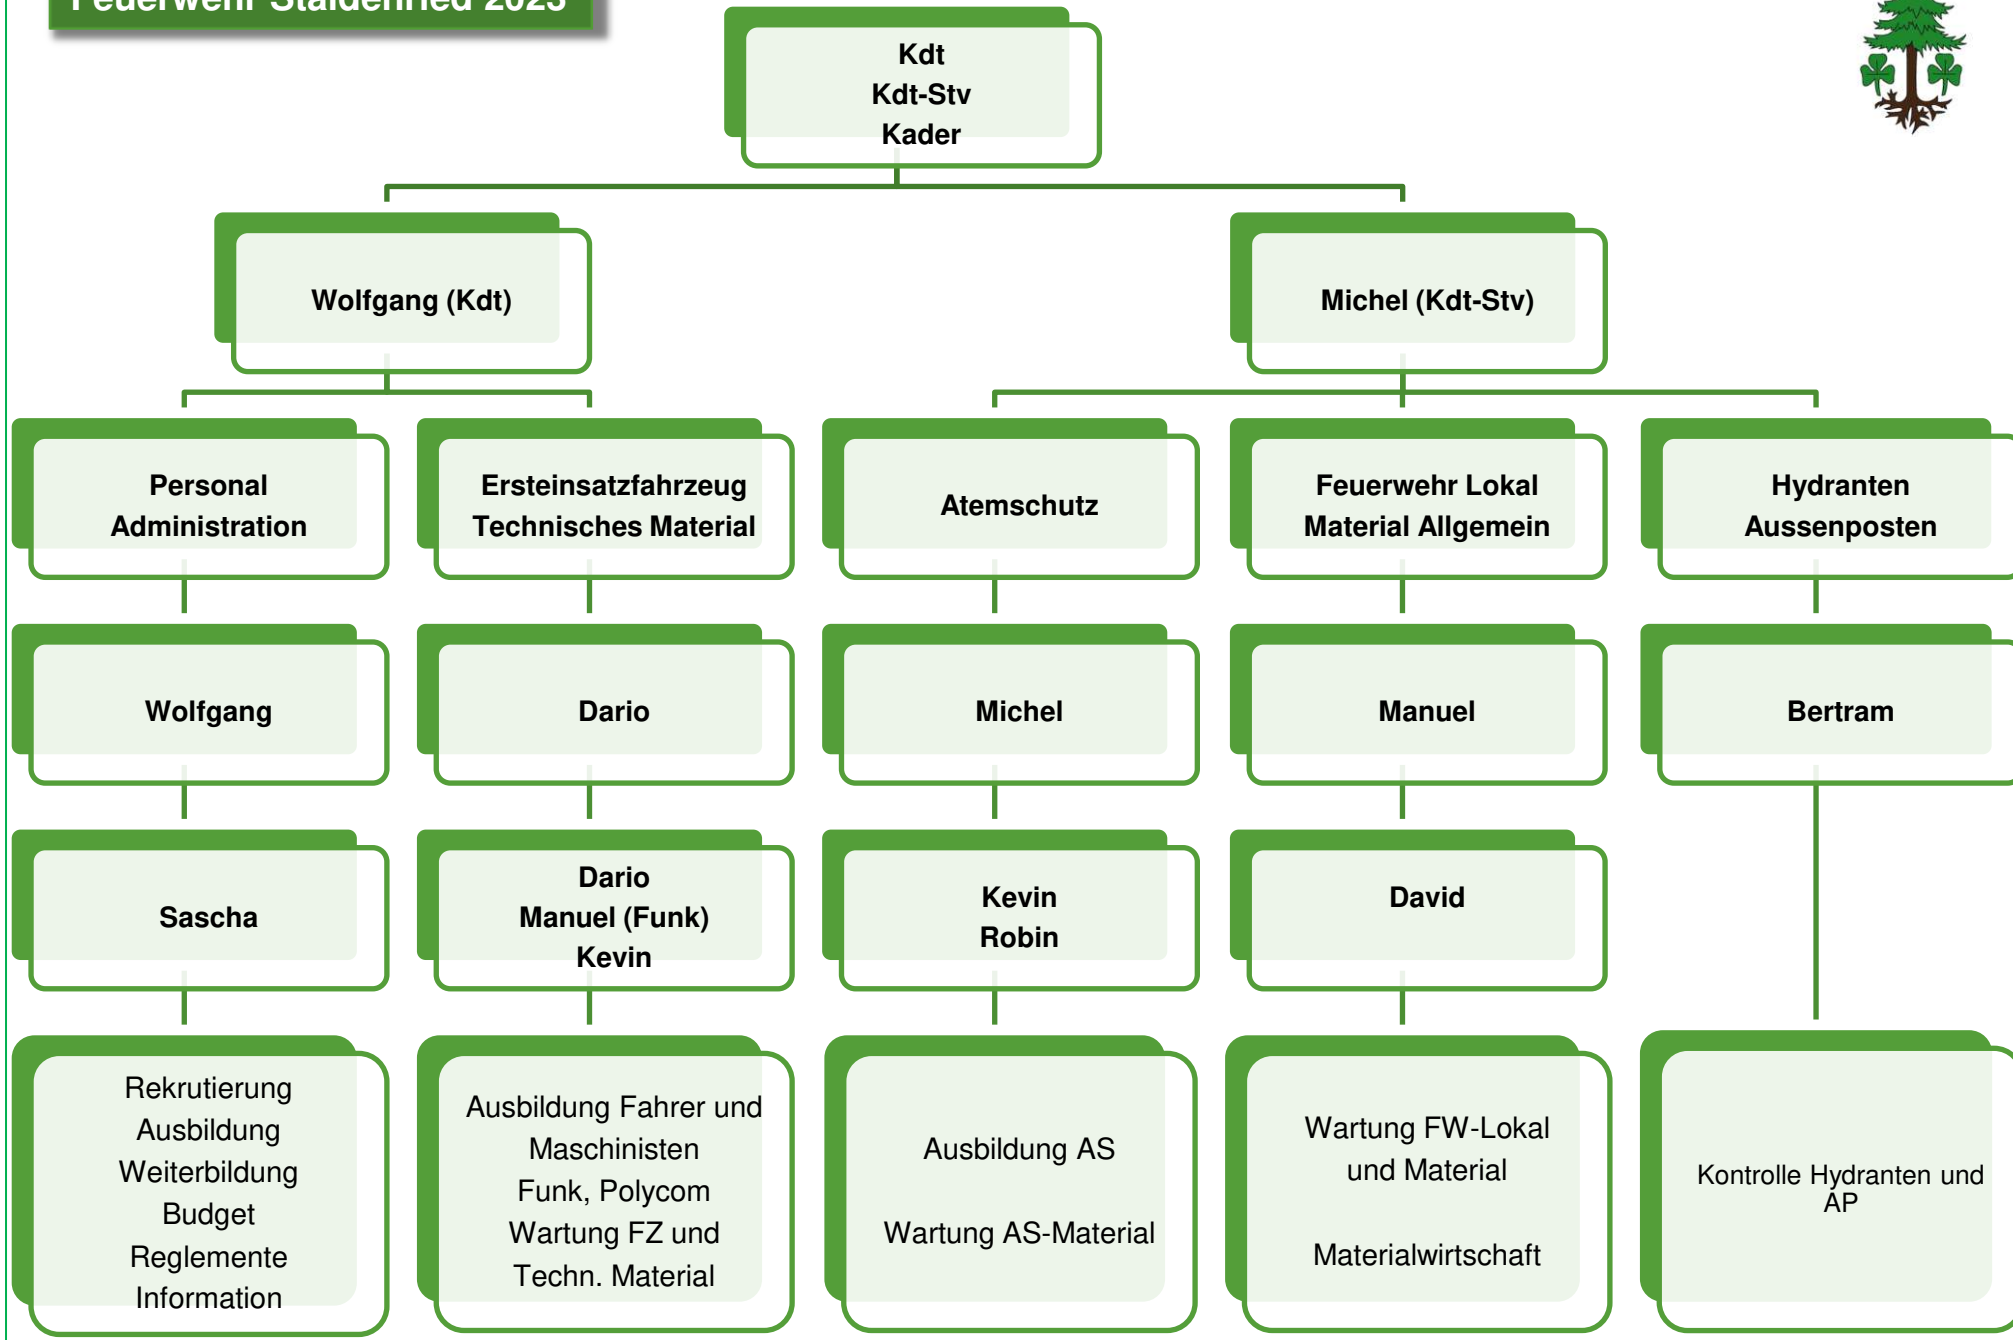 Feuerwehr Staldenried 2023
Kdt
Kdt-Stv
Kader
Wolfgang (Kdt)
Michel (Kdt-Stv)
Personal
Administration
Ersteinsatzfahrzeug
Technisches Material
Atemschutz
Feuerwehr Lokal
Material Allgemein
Hydranten
Aussenposten
Wolfgang
Dario
Michel
Manuel
Bertram
Sascha
Dario
Manuel (Funk)
Kevin
Kevin
Robin
David
Rekrutierung
Ausbildung
Weiterbildung
Budget
Reglemente
Information
Ausbildung Fahrer und
Maschinisten
Funk, Polycom
Wartung FZ und
Techn. Material
Ausbildung AS
Wartung AS-Material
Wartung FW-Lokal
und Material
Materialwirtschaft
Kontrolle Hydranten und
AP